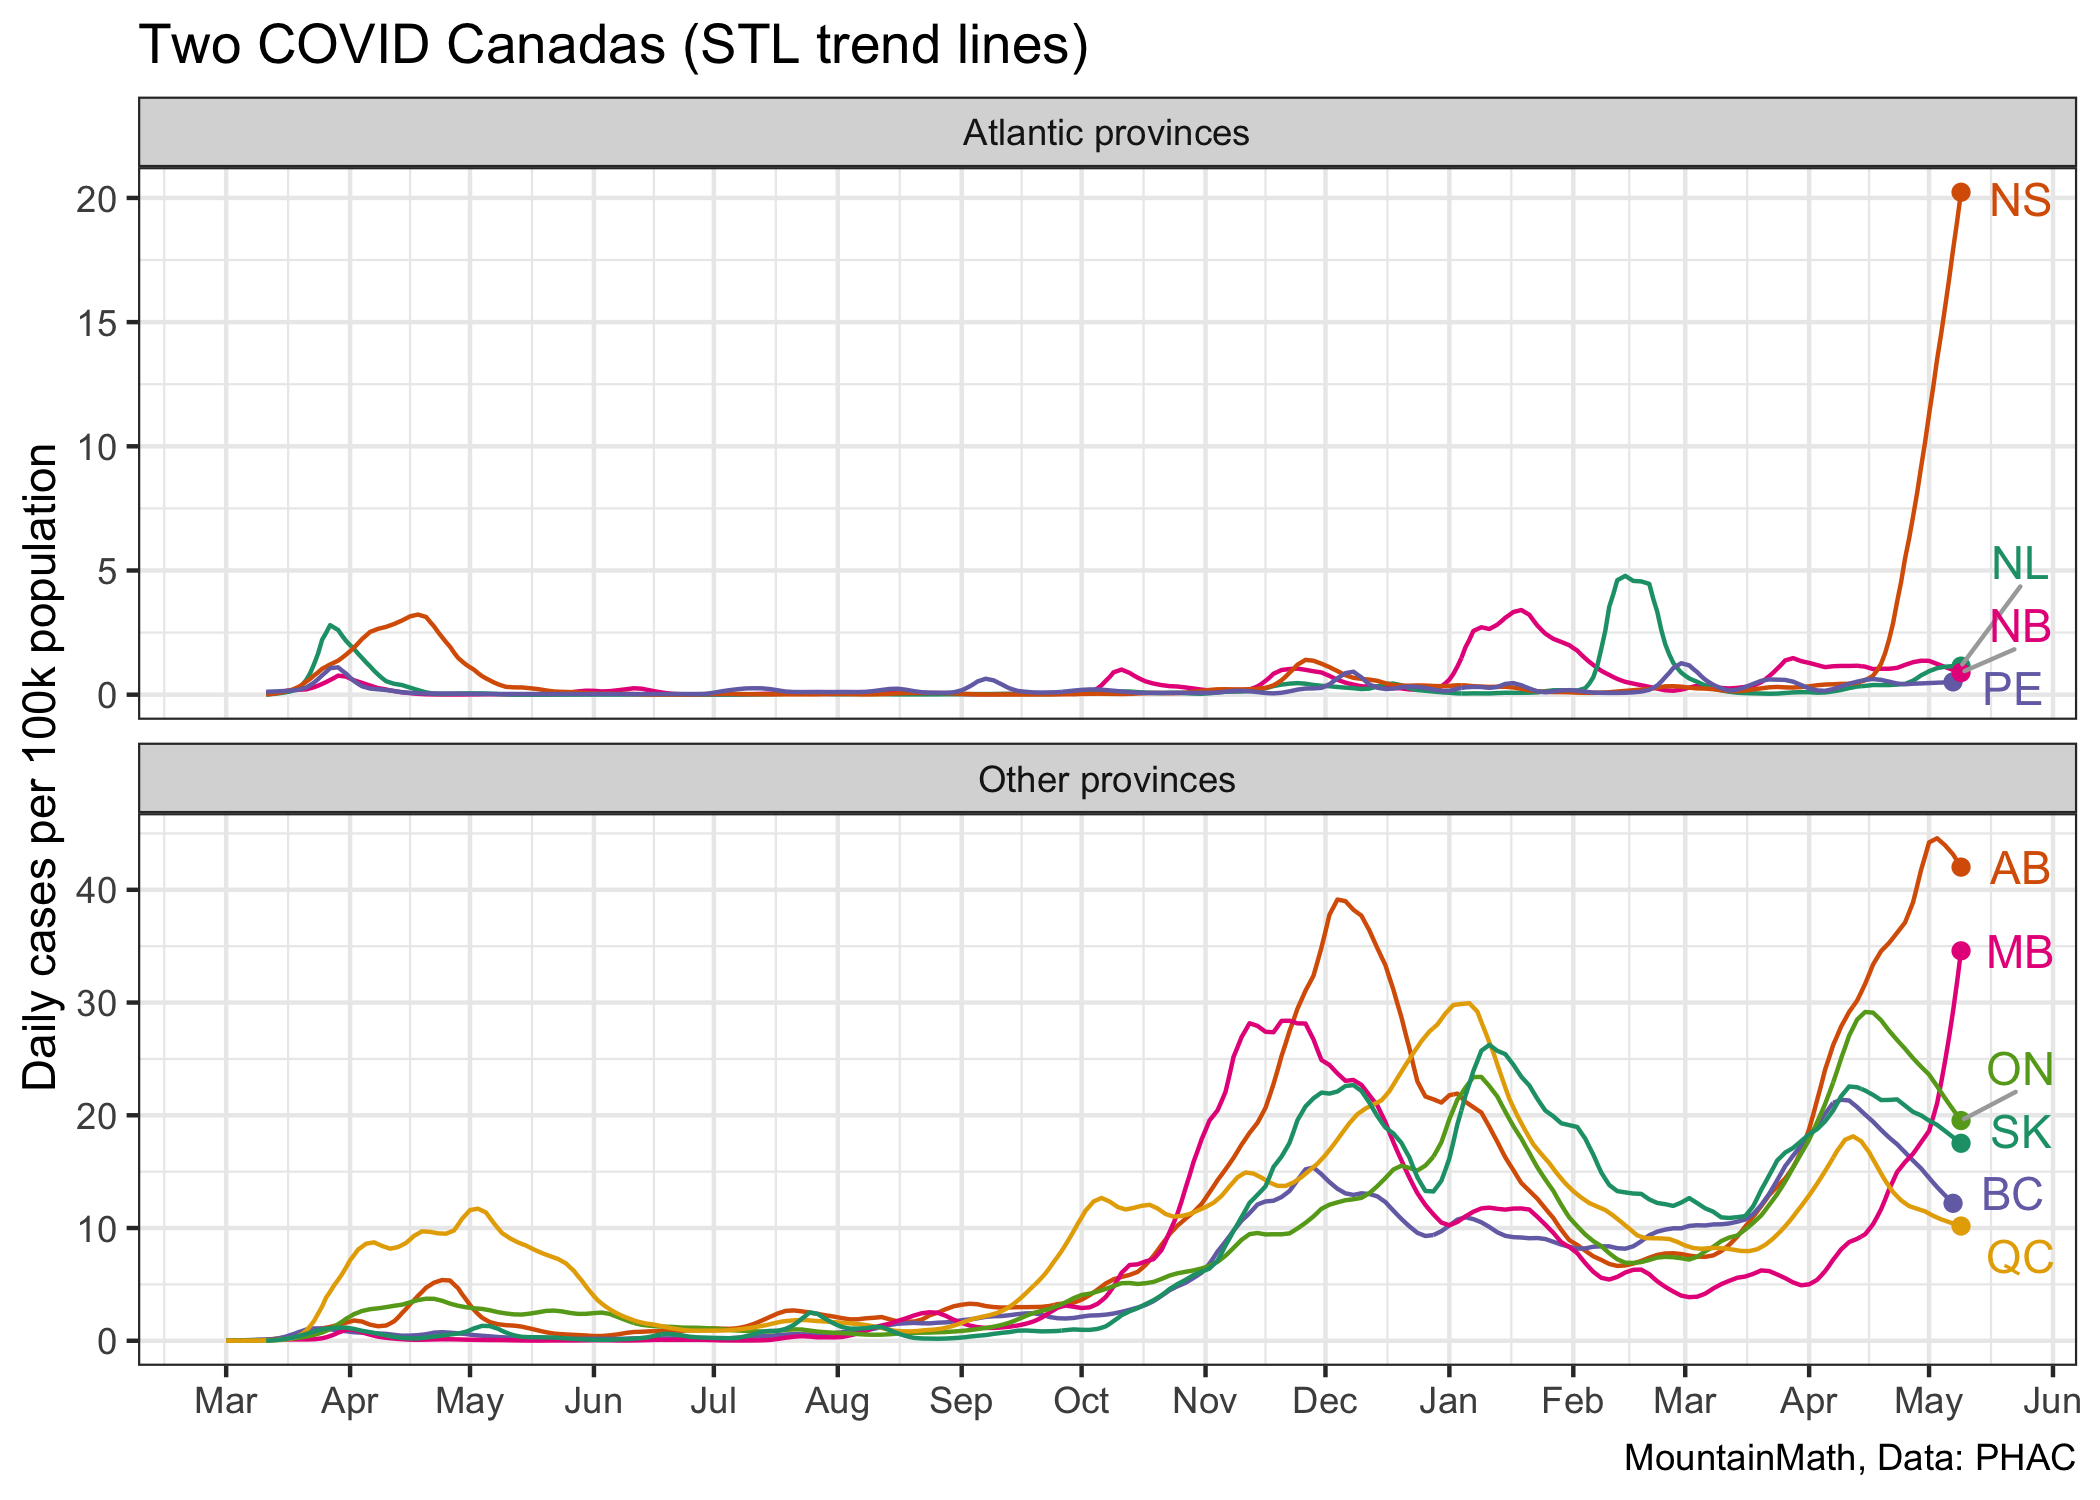 Two COVID Canadas (STL trend lines)
Daily cases per 100k population
Atlantic provinces
20
15
10
5
0
NS
NL
NB
PE
Other provinces
40
30
20
10
0
AB
MB
ON
SK
BC
QC
Mar Apr May Jun Jul Aug Sep Oct Nov Dec Jan Feb Mar Apr May Jun
MountainMath, Data: PHAC